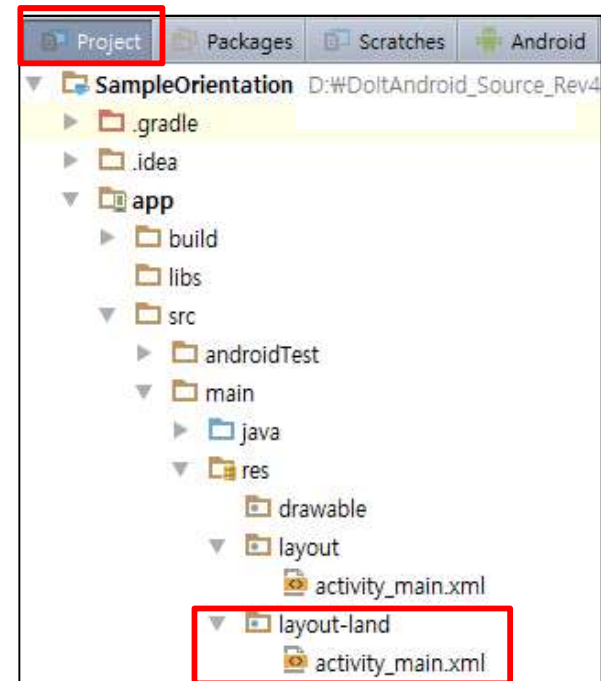 Project Packages Scratches Android
SampleOrientation D:₩DoItAndroid_Source_Rev4
.gradle
.idea
app
build
libs
src
androidTest
main
java
res
drawable
layout
activity_main.xml
layout-land
activity_main.xml